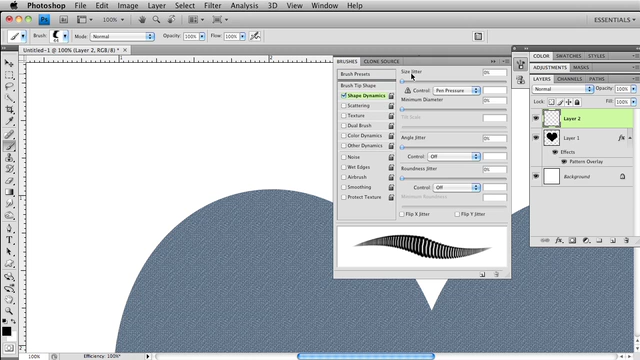 Photoshop File Edit Image Layer Select Filter Analysis 3D View Window Help
100% ESSENTIALS
Brush: Mode: Normal Opacity: 100% Flow: 100%
Untitled-1 @ 100% (Layer 2, RGB/8) *
BRUSHES CLONE SOURCE
Brush Presets
Brush Tip Shape
Shape Dynamics
Scattering
Texture
Dual Brush
Color Dynamics
Other Dynamics
Noise
Wet Edges
Airbrush
Smoothing
Protect Texture
Size Jitter 0%
Control: Pen Pressure
Minimum Diameter 0%
Tilt Scale
Angle Jitter 0%
Control: Off
Roundness Jitter 0%
Control: Off
Minimum Roundness
Flip X Jitter Flip Y Jitter
COLOR SWATCHES STYLES
ADJUSTMENTS MASKS
LAYERS CHANNELS PATHS
Normal Opacity: 100%
Lock: Fill: 100%
Layer 2
Layer 1 fx
Effects
Pattern Overlay
Background
100% Efficiency: 100%*